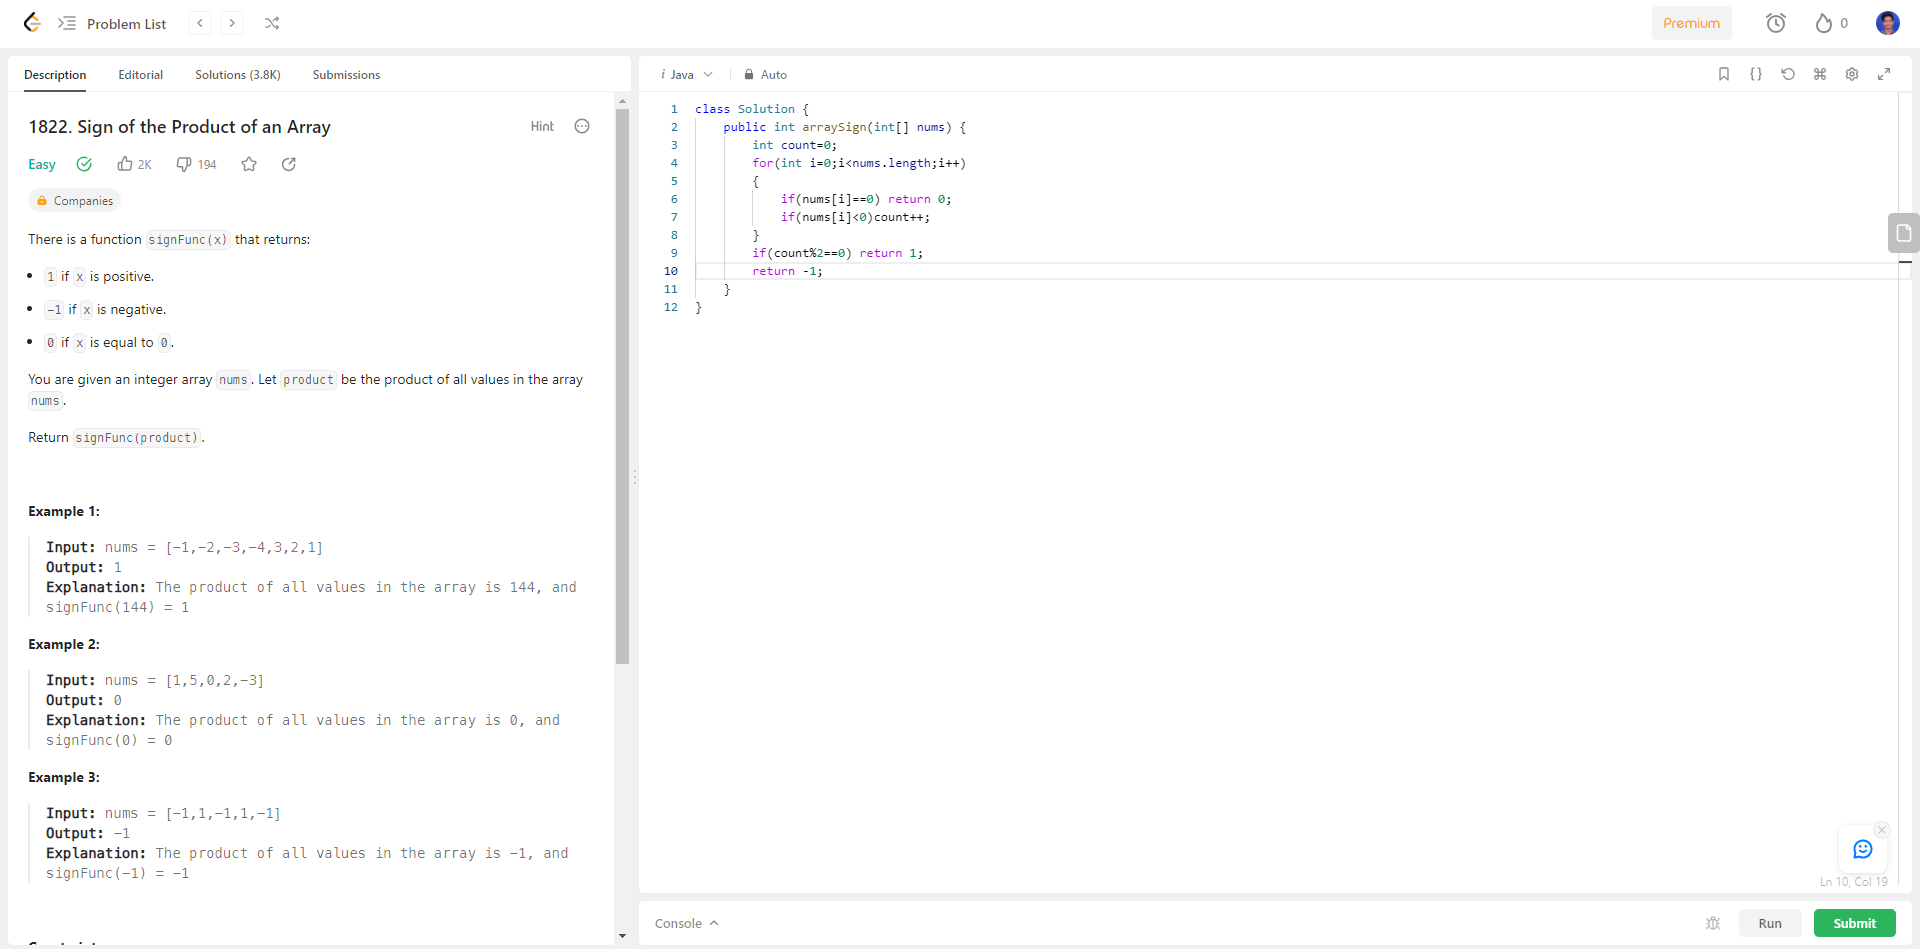 Problem List
Premium
0
Description Editorial Solutions (3.8K) Submissions
1822. Sign of the Product of an Array
Hint
Easy 2K 194
Companies
There is a function signFunc(x) that returns:
• 1 if x is positive.
• -1 if x is negative.
• 0 if x is equal to 0.
You are given an integer array nums. Let product be the product of all values in the array
nums.
Return signFunc(product).
Example 1:
Input: nums = [-1,-2,-3,-4,3,2,1]
Output: 1
Explanation: The product of all values in the array is 144, and
signFunc(144) = 1
Example 2:
Input: nums = [1,5,0,2,-3]
Output: 0
Explanation: The product of all values in the array is 0, and
signFunc(0) = 0
Example 3:
Input: nums = [-1,1,-1,1,-1]
Output: -1
Explanation: The product of all values in the array is -1, and
signFunc(-1) = -1
i Java Auto
1 class Solution {
2 public int arraySign(int[] nums) {
3 int count=0;
4 for(int i=0;i<nums.length;i++)
5 {
6 if(nums[i]==0) return 0;
7 if(nums[i]<0)count++;
8 }
9 if(count%2==0) return 1;
10 return -1;
11 }
12 }
Ln 10, Col 19
Console
Run
Submit